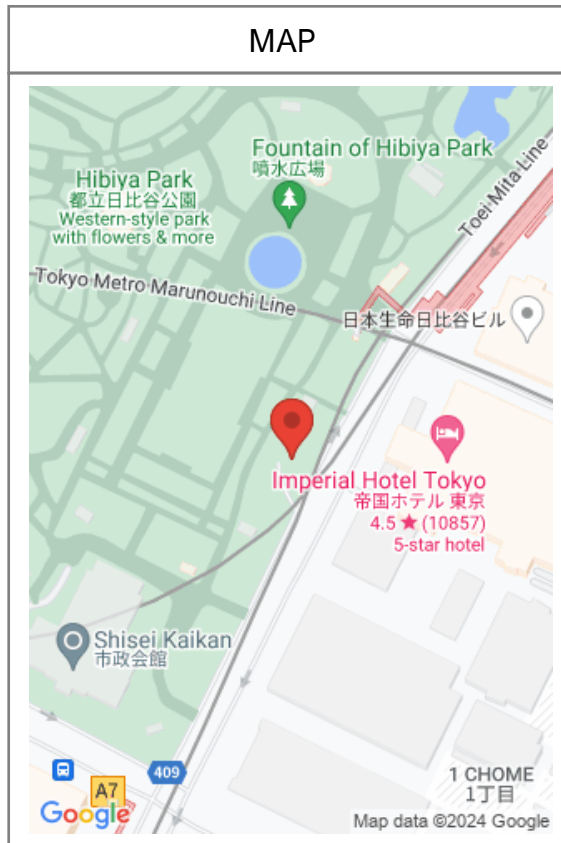 MAP
Fountain of Hibiya Park
噴水広場
Hibiya Park
都立日比谷公園
Western-style park
with flowers & more
Toei Mita Line
Tokyo Metro Marunouchi Line
日本生命日比谷ビル
Imperial Hotel Tokyo
帝国ホテル 東京
4.5 ★ (10857)
5-star hotel
Shisei Kaikan
市政会館
409
A7
1 CHOME
1丁目
Google
Map data ©2024 Google